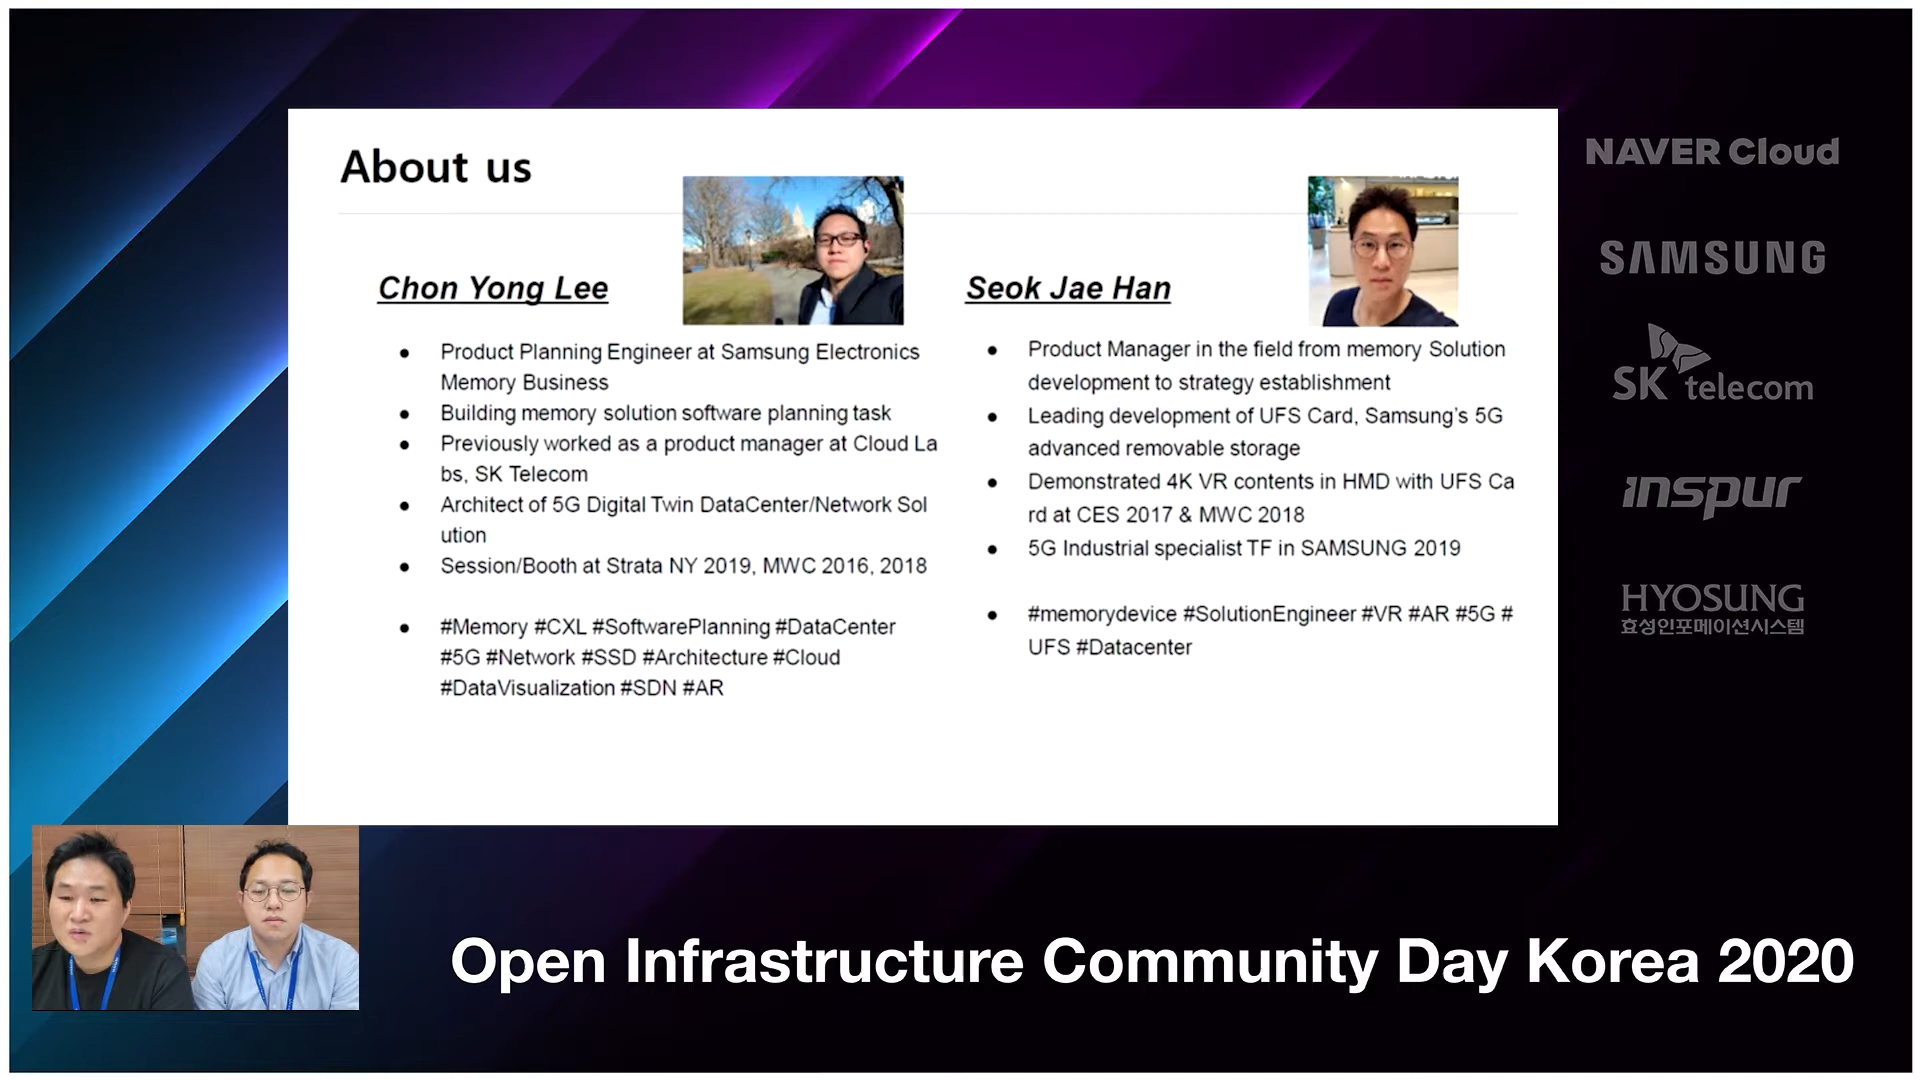 About us
Chon Yong Lee
Product Planning Engineer at Samsung Electronics
Memory Business
Building memory solution software planning task
Previously worked as a product manager at Cloud La
bs, SK Telecom
Architect of 5G Digital Twin DataCenter/Network Sol
ution
Session/Booth at Strata NY 2019, MWC 2016, 2018
#Memory #CXL #SoftwarePlanning #DataCenter
#5G #Network #SSD #Architecture #Cloud
#DataVisualization #SDN #AR
Seok Jae Han
Product Manager in the field from memory Solution
development to strategy establishment
Leading development of UFS Card, Samsung's 5G
advanced removable storage
Demonstrated 4K VR contents in HMD with UFS Ca
rd at CES 2017 & MWC 2018
5G Industrial specialist TF in SAMSUNG 2019
#memorydevice #SolutionEngineer #VR #AR #5G #
UFS #Datacenter
NAVER Cloud
SAMSUNG
SK telecom
inspur
HYOSUNG
효성인포메이션시스템
Open Infrastructure Community Day Korea 2020